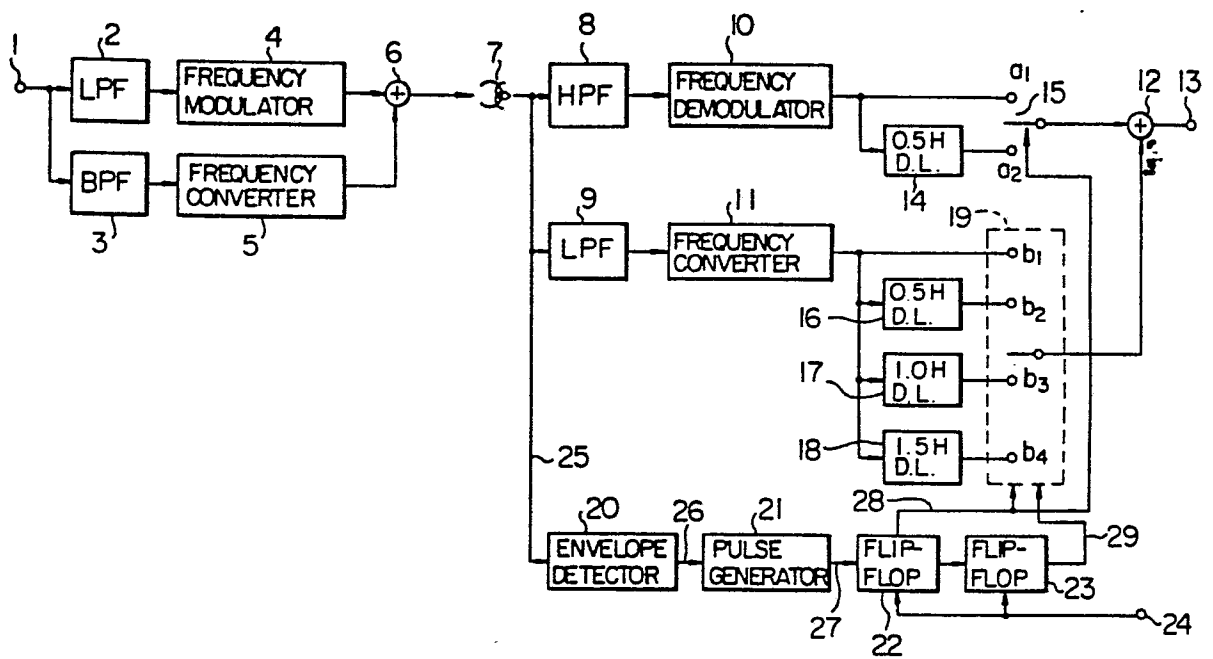 1
2
LPF
4
FREQUENCY
MODULATOR
6
7
8
HPF
10
FREQUENCY
DEMODULATOR
a1
15
12
13
0.5H
D.L.
14
a2
BPF
3
FREQUENCY
CONVERTER
5
9
LPF
11
FREQUENCY
CONVERTER
19
b1
0.5H
D.L.
16
b2
1.0H
D.L.
17
b3
1.5H
D.L.
18
b4
25
28
20
ENVELOPE
DETECTOR
26
21
PULSE
GENERATOR
27
FLIP-
FLOP
22
FLIP-
FLOP
23
29
24